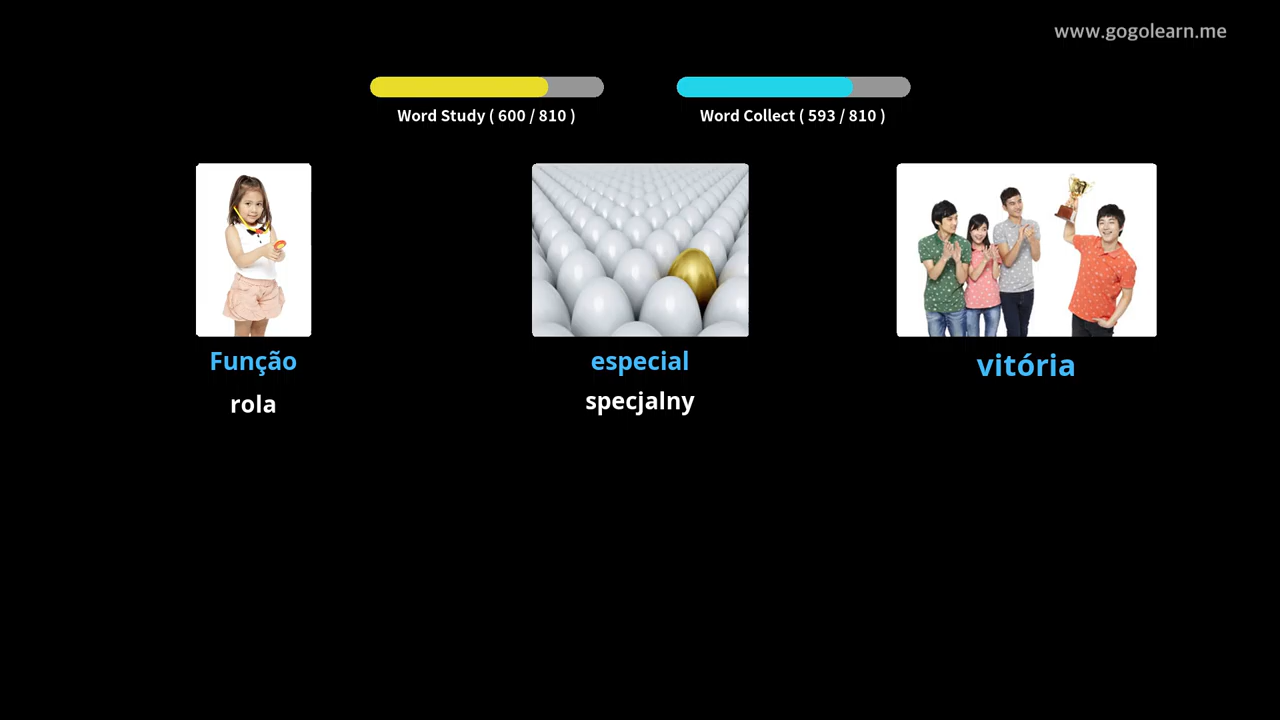 www.gogolearn.me
Word Study ( 600 / 810 )
Word Collect ( 593 / 810 )
Função
rola
especial
specjalny
vitória